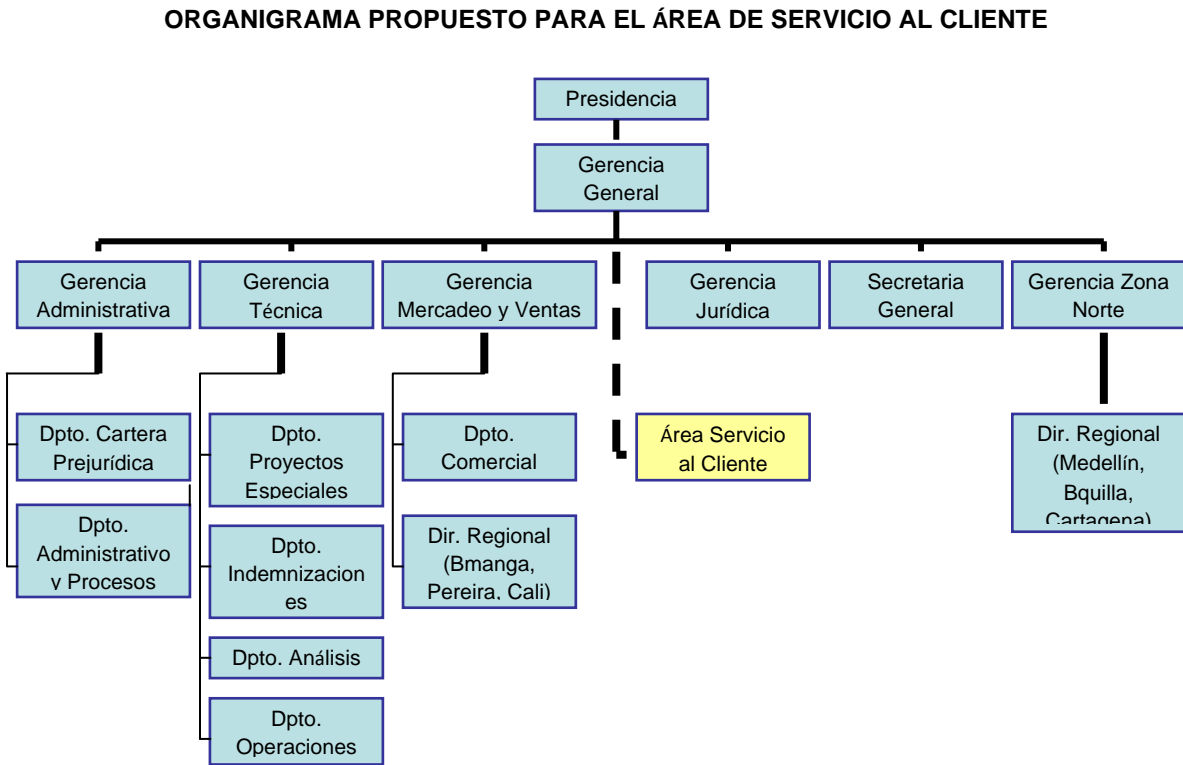 ORGANIGRAMA PROPUESTO PARA EL ÁREA DE SERVICIO AL CLIENTE
Presidencia
Gerencia
General
Gerencia
Administrativa
Gerencia
Técnica
Gerencia
Mercadeo y Ventas
Gerencia
Jurídica
Secretaria
General
Gerencia Zona
Norte
Dpto. Cartera
Prejurídica
Dpto.
Administrativo
y Procesos
Dpto.
Proyectos
Especiales
Dpto.
Indemnizacion
es
Dpto. Análisis
Dpto.
Operaciones
Dpto.
Comercial
Dir. Regional
(Bmanga,
Pereira, Cali)
Área Servicio
al Cliente
Dir. Regional
(Medellín,
Bquilla,
Cartagena)